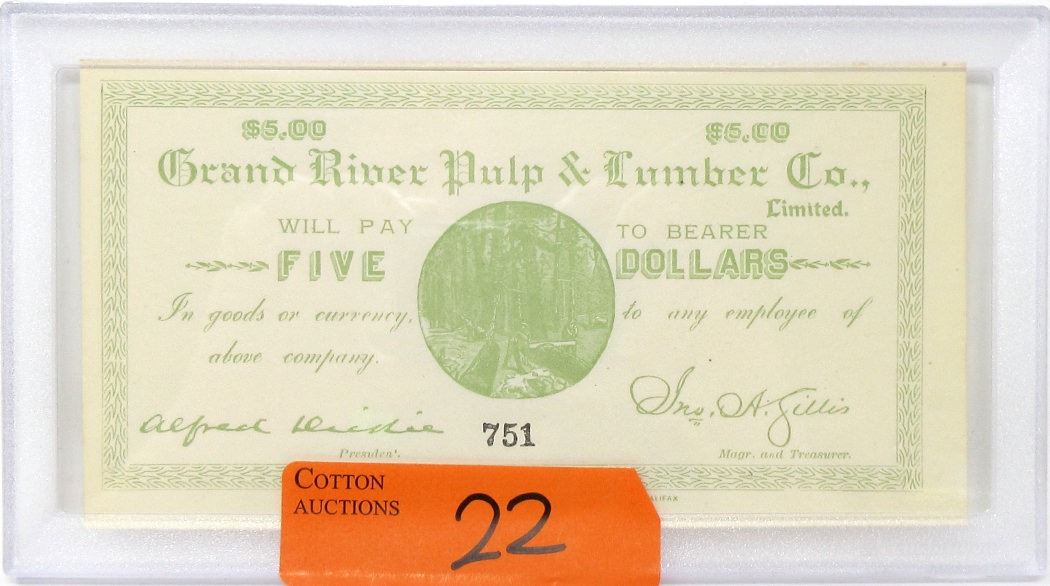 $5.00 $5.00
Grand River Pulp & Lumber Co.,
Limited.
WILL PAY TO BEARER
FIVE DOLLARS
In goods or currency, to any employee of
above company.
Alfred Dickie Jno. A. Gillis
751
President. Magr. and Treasurer.
ALIFAX
COTTON
AUCTIONS
22